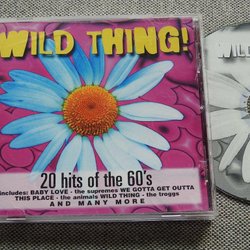 WILD THING!
20 hits of the 60's
includes: BABY LOVE - the supremes WE GOTTA GET OUTTA
THIS PLACE - the animals WILD THING - the troggs
AND MANY MORE
WILD